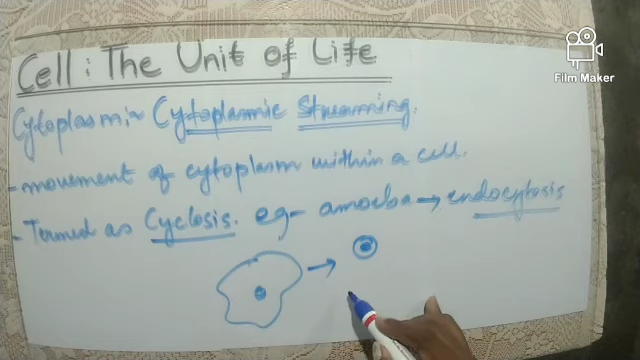 Cell : The Unit of Life
Cytoplasm :- Cytoplasmic Streaming.
- movement of cytoplasm within a cell.
- Termed as Cyclosis. eg- amoeba → endocytosis
Film Maker